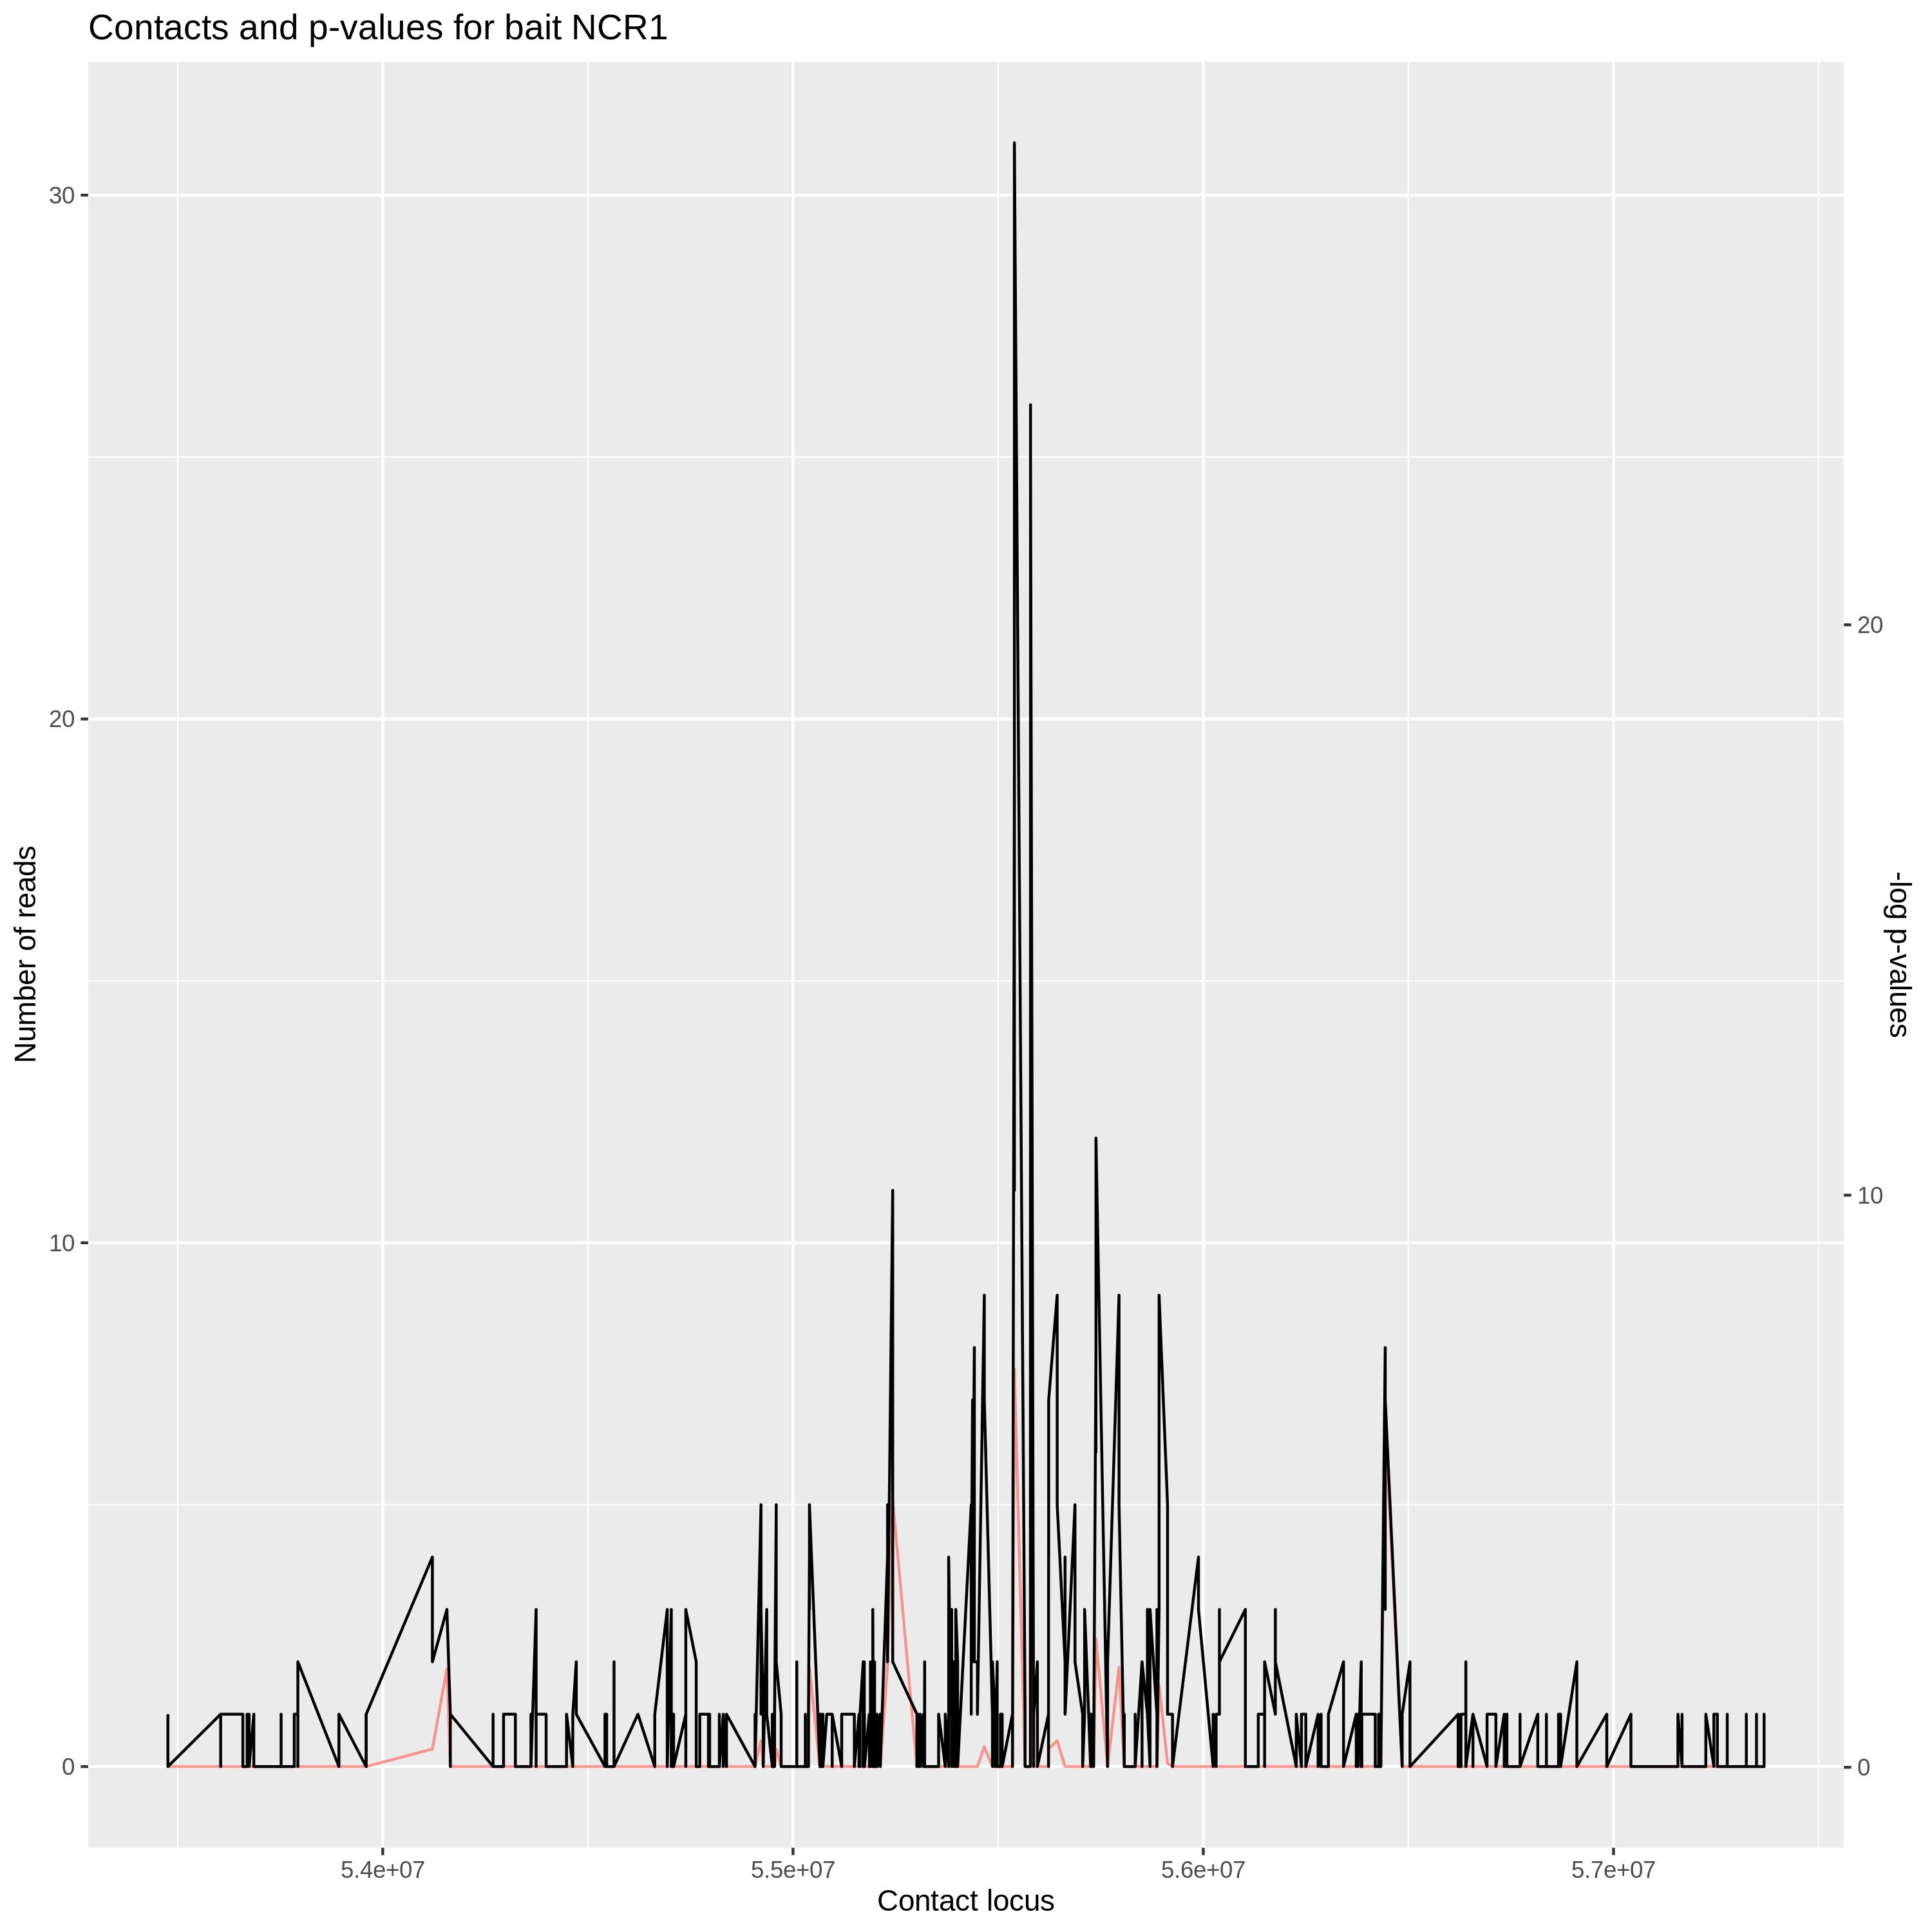 Contacts and p-values for bait NCR1
30
20
10
0
Number of reads
20
10
0
-log p-values
5.4e+07 5.5e+07 5.6e+07 5.7e+07
Contact locus